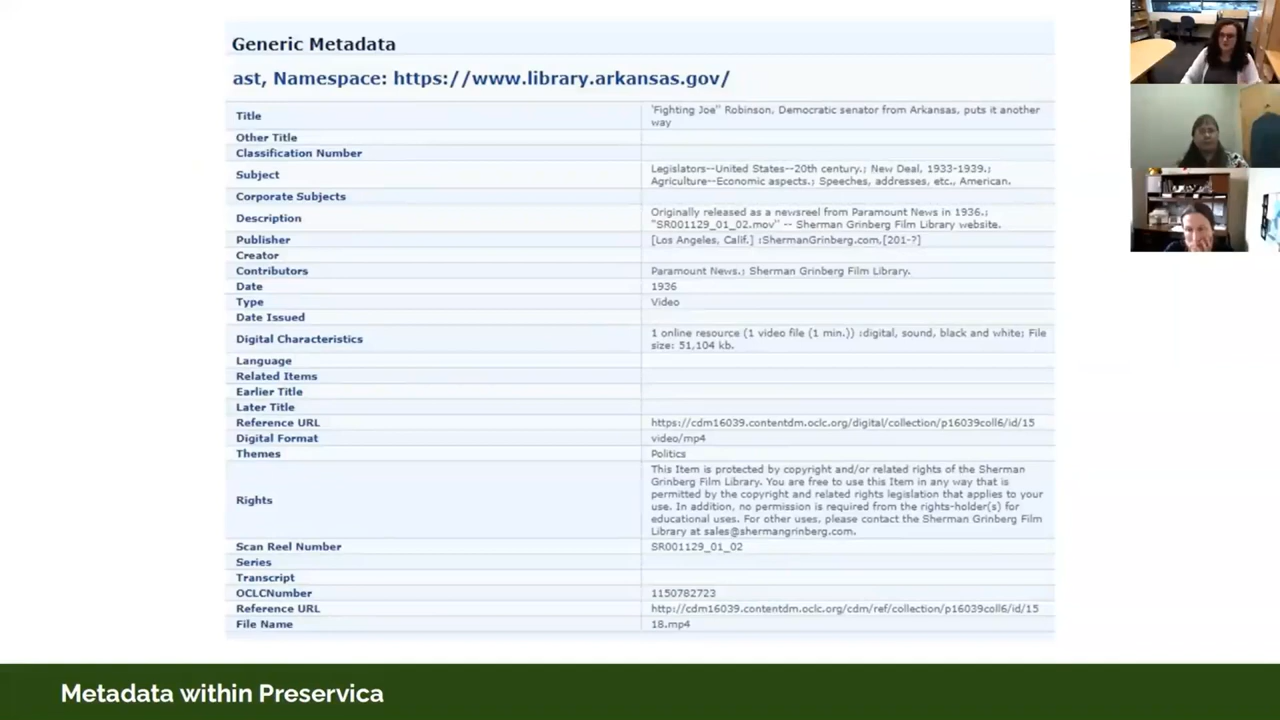 Generic Metadata
ast, Namespace: https://www.library.arkansas.gov/
Title
'Fighting Joe" Robinson, Democratic senator from Arkansas, puts it another
way
Other Title
Classification Number
Subject
Legislators--United States--20th century.; New Deal, 1933-1939.;
Agriculture--Economic aspects.; Speeches, addresses, etc., American.
Corporate Subjects
Description
Originally released as a newsreel from Paramount News in 1936.;
"SR001129_01_02.mov" -- Sherman Grinberg Film Library website.
Publisher
[Los Angeles, Calif.] :ShermanGrinberg.com,[201-?]
Creator
Contributors
Paramount News.; Sherman Grinberg Film Library.
Date
1936
Type
Video
Date Issued
Digital Characteristics
1 online resource (1 video file (1 min.)) :digital, sound, black and white; File
size: 51,104 kb.
Language
Related Items
Earlier Title
Later Title
Reference URL
https://cdm16039.contentdm.oclc.org/digital/collection/p16039coll6/id/15
Digital Format
video/mp4
Themes
Politics
Rights
This Item is protected by copyright and/or related rights of the Sherman
Grinberg Film Library. You are free to use this Item in any way that is
permitted by the copyright and related rights legislation that applies to your
use. In addition, no permission is required from the rights-holder(s) for
educational uses. For other uses, please contact the Sherman Grinberg Film
Library at sales@shermangrinberg.com.
Scan Reel Number
SR001129_01_02
Series
Transcript
OCLCNumber
1150782723
Reference URL
http://cdm16039.contentdm.oclc.org/cdm/ref/collection/p16039coll6/id/15
File Name
18.mp4
Metadata within Preservica